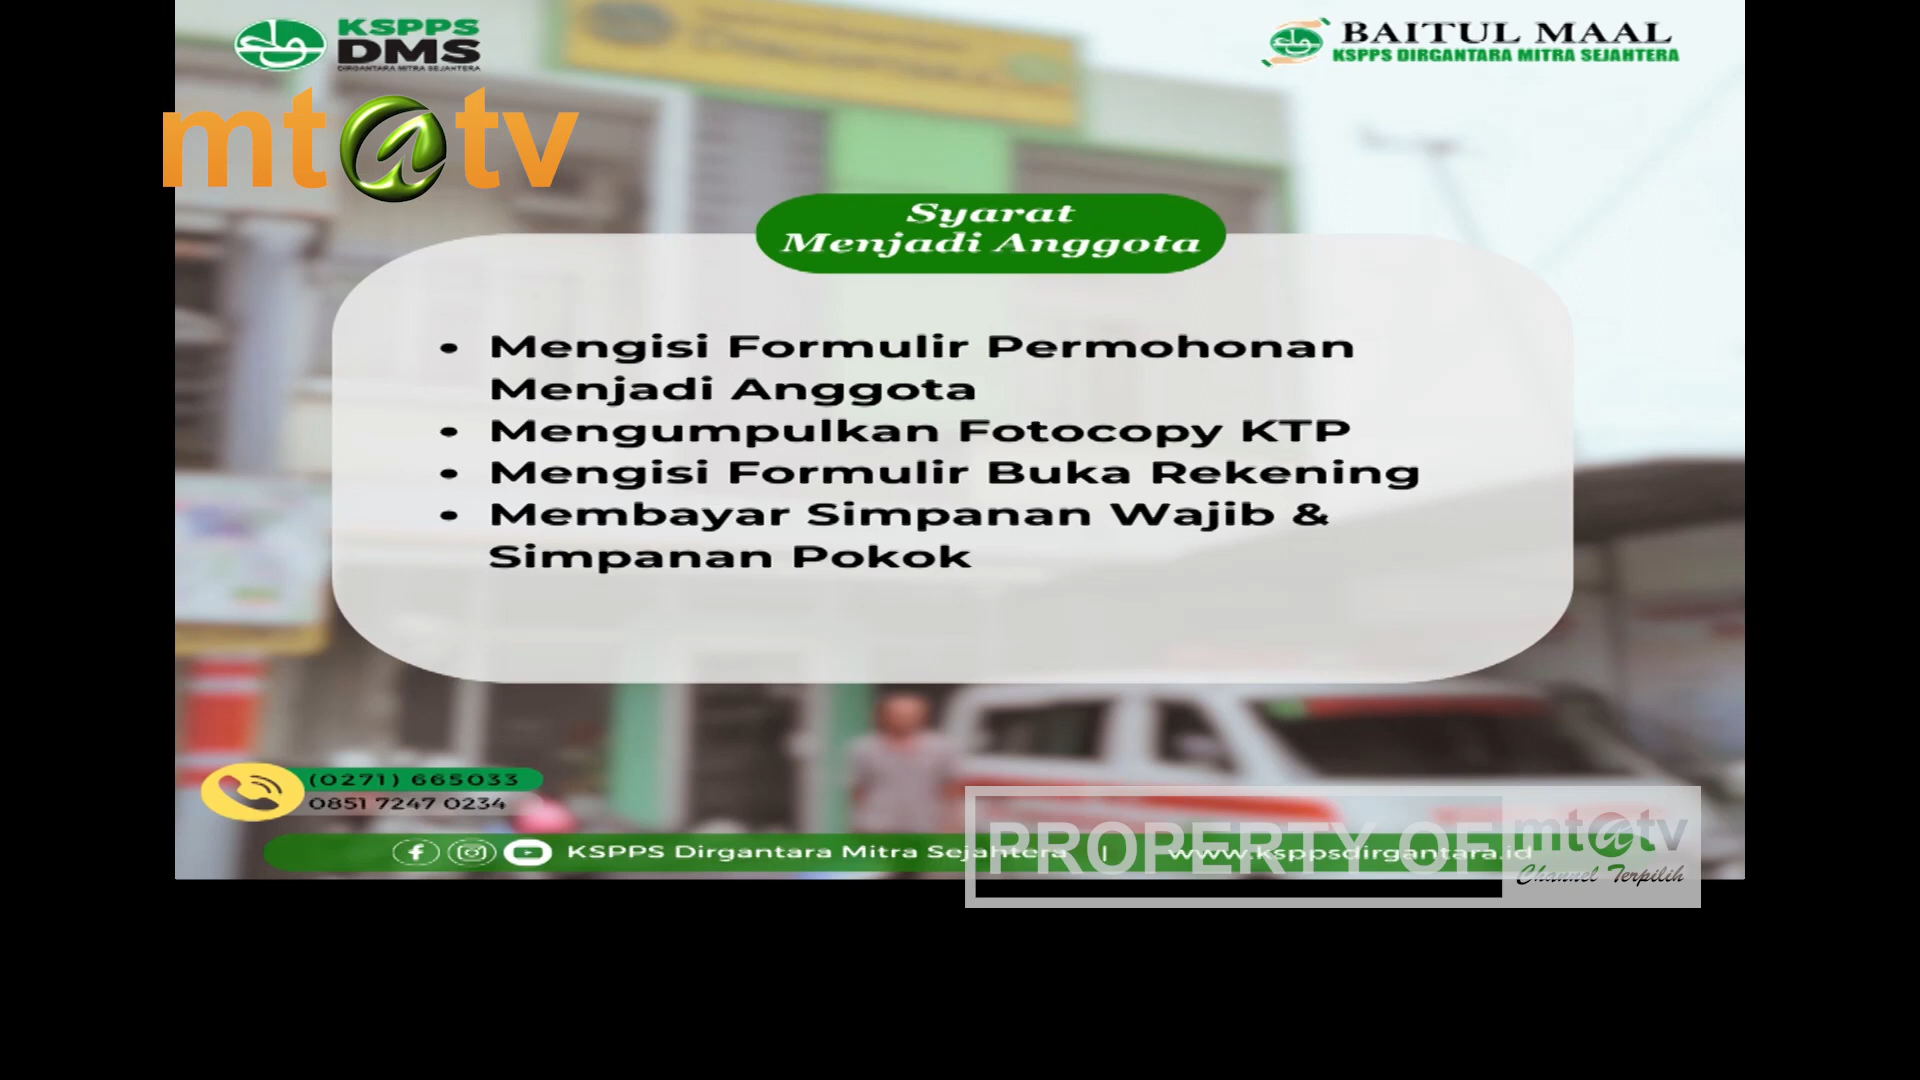 KSPPS
DMS
DIRGANTARA MITRA SEJAHTERA
BAITUL MAAL
KSPPS DIRGANTARA MITRA SEJAHTERA
mt@tv
Syarat
Menjadi Anggota
• Mengisi Formulir Permohonan
Menjadi Anggota
• Mengumpulkan Fotocopy KTP
• Mengisi Formulir Buka Rekening
• Membayar Simpanan Wajib &
Simpanan Pokok
(0271) 665033
0851 7247 0234
KSPPS Dirgantara Mitra Sejahtera | www.ksppsdirgantara.id
PROPERTY OF mt@tv
Channel Terpilih